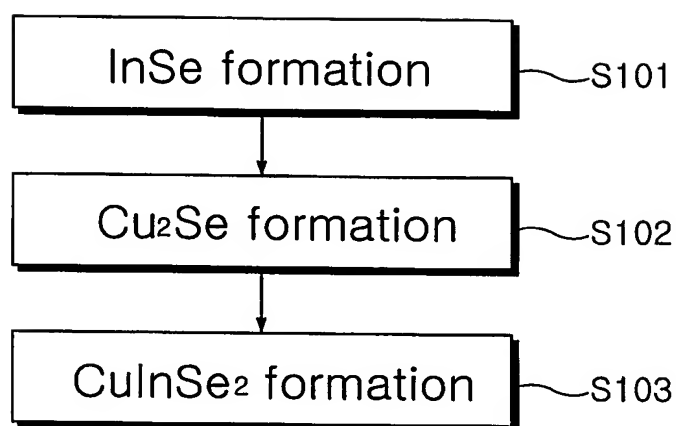 InSe formation
S101
Cu2Se formation
S102
CuInSe2 formation
S103